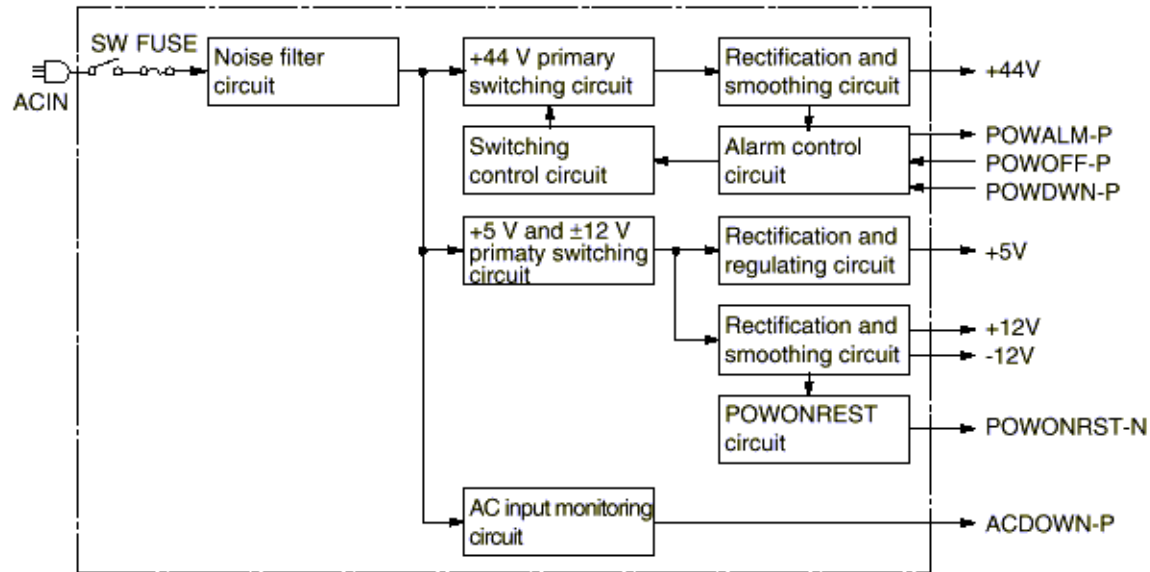 SW FUSE
ACIN
Noise filter
circuit
+44 V primary
switching circuit
Rectification and
smoothing circuit
+44V
Switching
control circuit
Alarm control
circuit
POWALM-P
POWOFF-P
POWDWN-P
+5 V and ±12 V
primaty switching
circuit
Rectification and
regulating circuit
+5V
Rectification and
smoothing circuit
+12V
-12V
POWONREST
circuit
POWONRST-N
AC input monitoring
circuit
ACDOWN-P